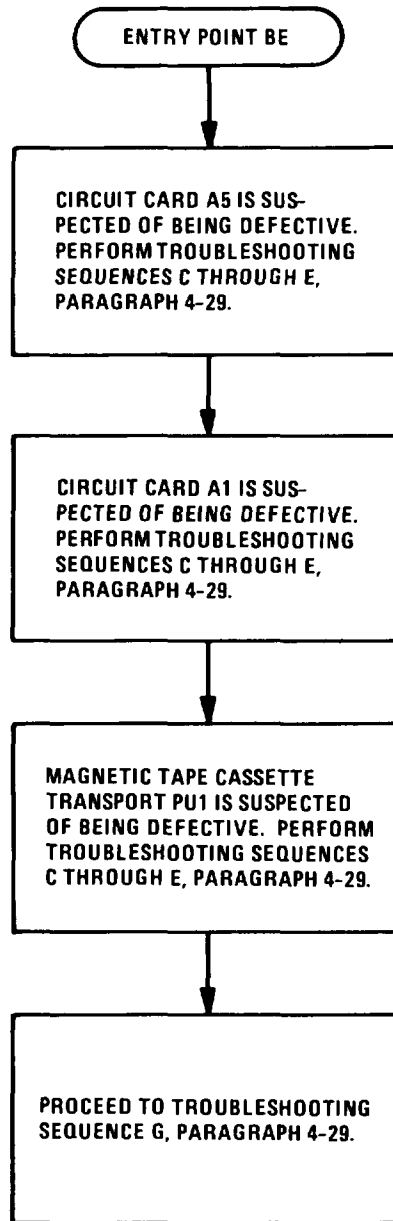 ENTRY POINT BE
CIRCUIT CARD A5 IS SUS-
PECTED OF BEING DEFECTIVE.
PERFORM TROUBLESHOOTING
SEQUENCES C THROUGH E,
PARAGRAPH 4-29.
CIRCUIT CARD A1 IS SUS-
PECTED OF BEING DEFECTIVE.
PERFORM TROUBLESHOOTING
SEQUENCES C THROUGH E,
PARAGRAPH 4-29.
MAGNETIC TAPE CASSETTE
TRANSPORT PU1 IS SUSPECTED
OF BEING DEFECTIVE. PERFORM
TROUBLESHOOTING SEQUENCES
C THROUGH E, PARAGRAPH 4-29.
PROCEED TO TROUBLESHOOTING
SEQUENCE G, PARAGRAPH 4-29.